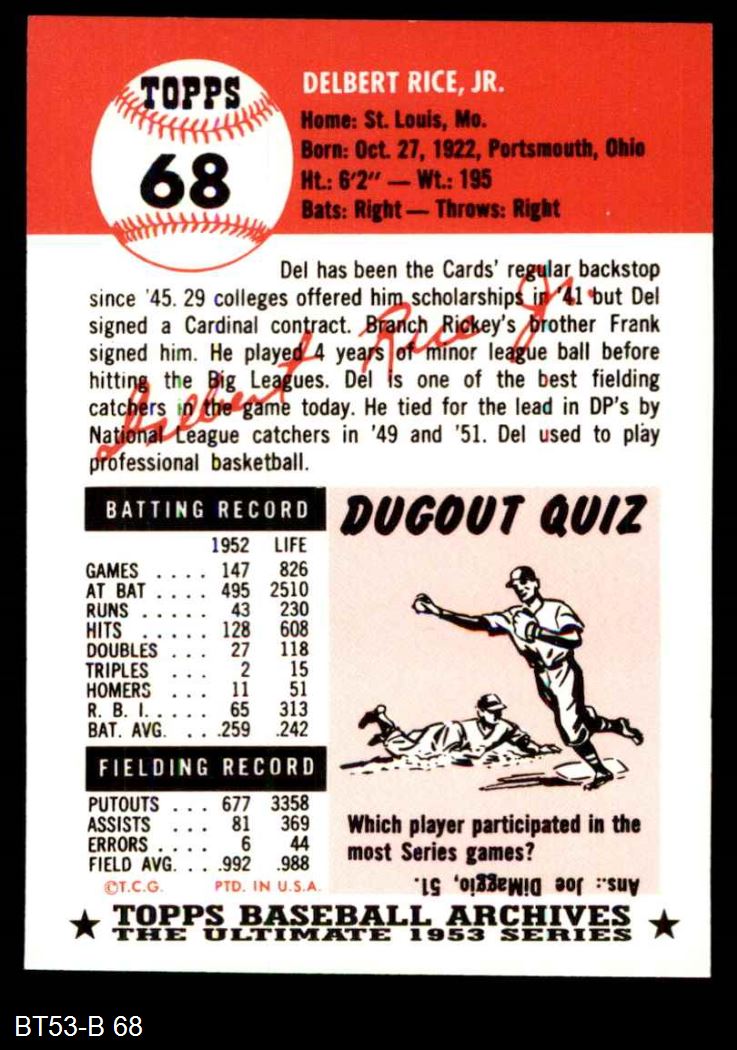 TOPPS
68
DELBERT RICE, JR.
Home: St. Louis, Mo.
Born: Oct. 27, 1922, Portsmouth, Ohio
Ht.: 6'2" — Wt.: 195
Bats: Right — Throws: Right
Del has been the Cards' regular backstop
since '45. 29 colleges offered him scholarships in '41 but Del
signed a Cardinal contract. Branch Rickey's brother Frank
signed him. He played 4 years of minor league ball before
hitting the Big Leagues. Del is one of the best fielding
catchers in the game today. He tied for the lead in DP's by
National League catchers in '49 and '51. Del used to play
professional basketball.
Delbert Rice Jr.
BATTING RECORD
1952 LIFE
GAMES .... 147 826
AT BAT .... 495 2510
RUNS ..... 43 230
HITS ..... 128 608
DOUBLES ... 27 118
TRIPLES ... 2 15
HOMERS ... 11 51
R. B. I. .... 65 313
BAT. AVG. .. .259 .242
FIELDING RECORD
PUTOUTS ... 677 3358
ASSISTS ... 81 369
ERRORS .... 6 44
FIELD AVG. ... .992 .988
©T.C.G. PTD. IN U.S.A.
DUGOUT QUIZ
Which player participated in the
most Series games?
Ans.: Joe DiMaggio, 51.
TOPPS BASEBALL ARCHIVES
THE ULTIMATE 1953 SERIES
BT53-B 68